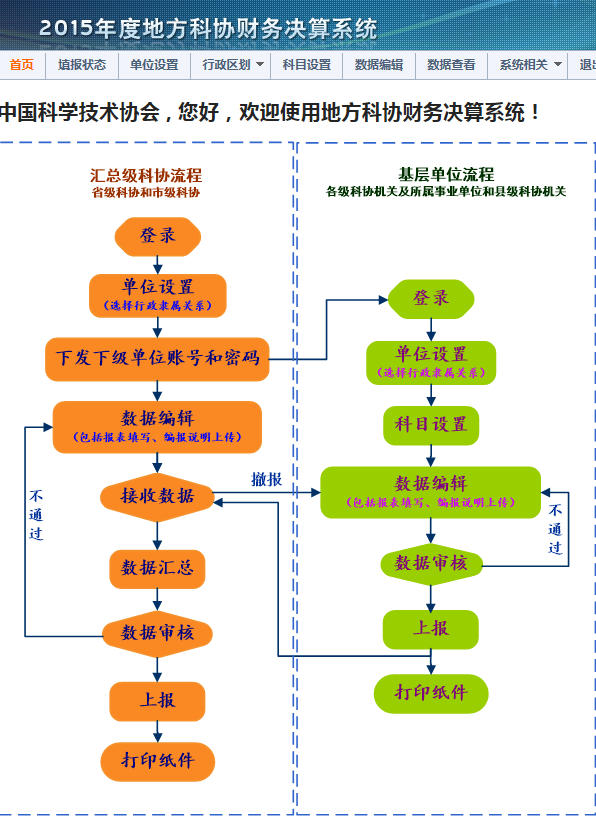 2015年度地方科协财务决算系统
首页 填报状态 单位设置 行政区划 科目设置 数据编辑 数据查看 系统相关
中国科学技术协会，您好，欢迎使用地方科协财务决算系统！
汇总级科协流程
省级科协和市级科协
登录
单位设置
（选择行政隶属关系）
下发下级单位账号和密码
数据编辑
（包括报表填写、编报说明上传）
接收数据
撤报
不通过
数据汇总
数据审核
上报
打印纸件
基层单位流程
各级科协机关及所属事业单位和县级科协机关
登录
单位设置
（选择行政隶属关系）
科目设置
数据编辑
（包括报表填写、编报说明上传）
不通过
数据审核
上报
打印纸件